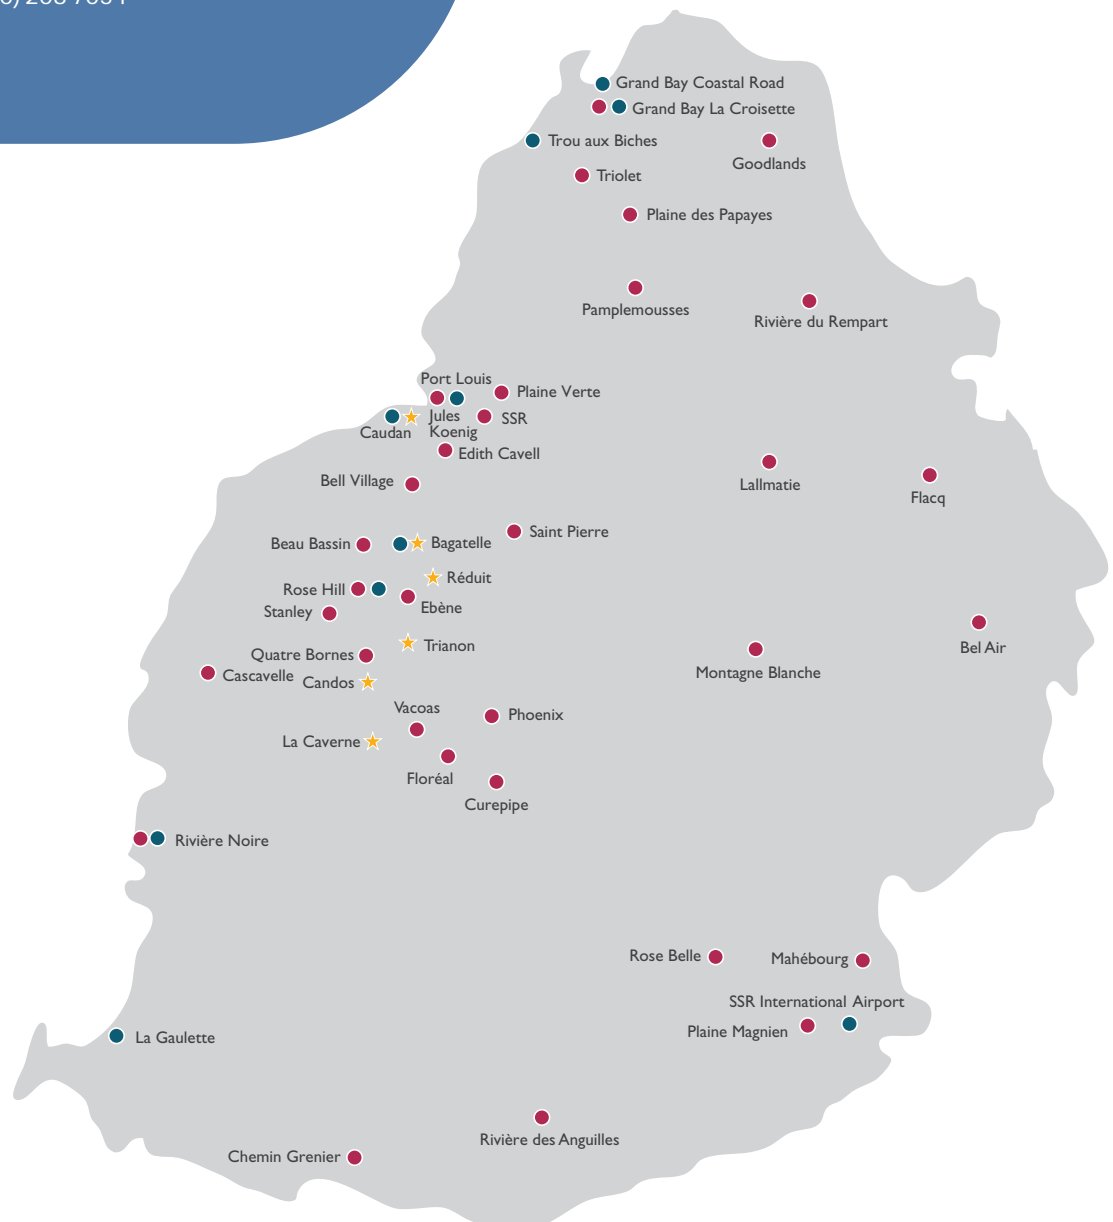 Grand Bay Coastal Road
Grand Bay La Croisette
Trou aux Biches
Goodlands
Triolet
Plaine des Papayes
Pamplemousses
Rivière du Rempart
Port Louis
Plaine Verte
Jules
Koenig
SSR
Caudan
Edith Cavell
Bell Village
Lallmatie
Flacq
Saint Pierre
Beau Bassin
Bagatelle
Réduit
Rose Hill
Ebène
Stanley
Trianon
Bel Air
Quatre Bornes
Montagne Blanche
Cascavelle
Candos
Vacoas
Phoenix
La Caverne
Floréal
Curepipe
Rivière Noire
Rose Belle
Mahébourg
SSR International Airport
Plaine Magnien
La Gaulette
Rivière des Anguilles
Chemin Grenier